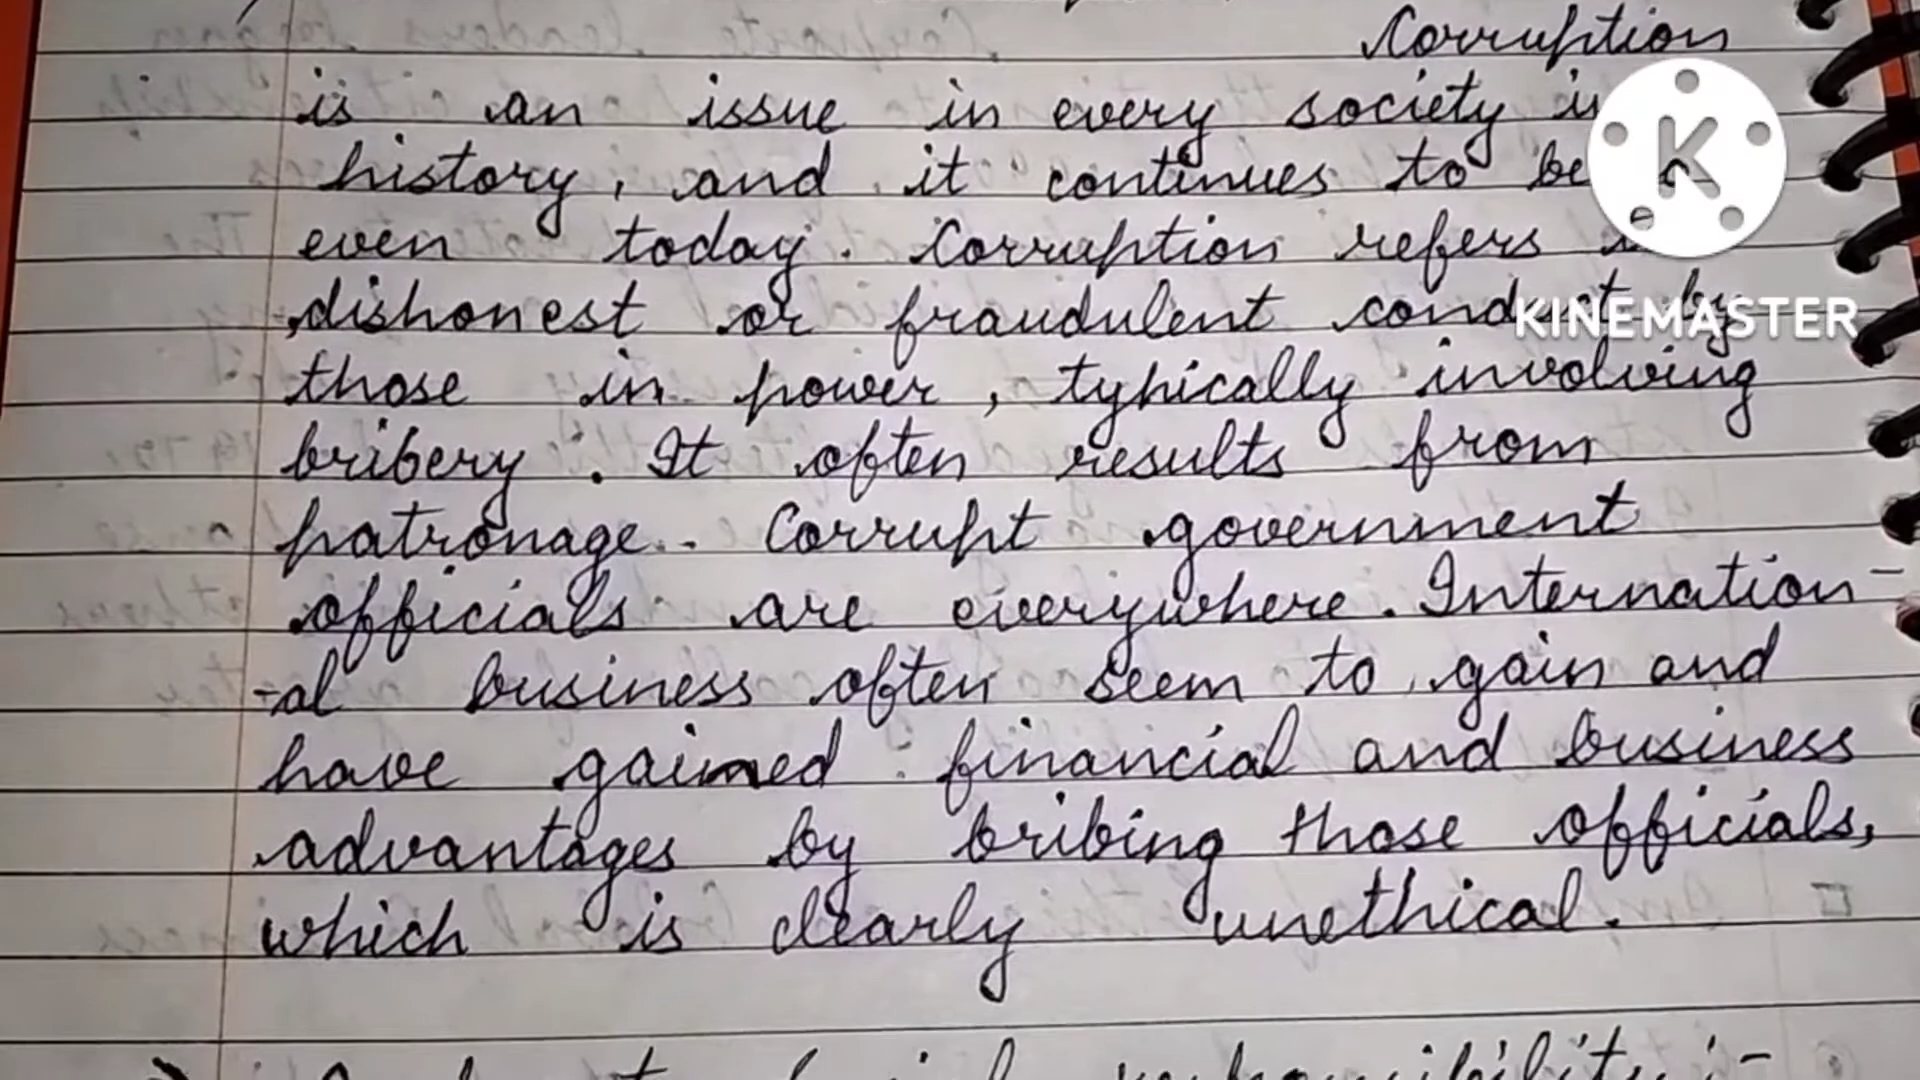 Corruption
is an issue in every society in
history, and it continues to be
even today. Corruption refers
dishonest or fraudulent conduct by
those in power, typically involving
bribery. It often results from
patronage. Corrupt government
officials are everywhere. Internation-
-al business often seem to gain and
have gained financial and business
advantages by bribing those officials,
which is clearly unethical.
responsibility :-
K
KINEMASTER